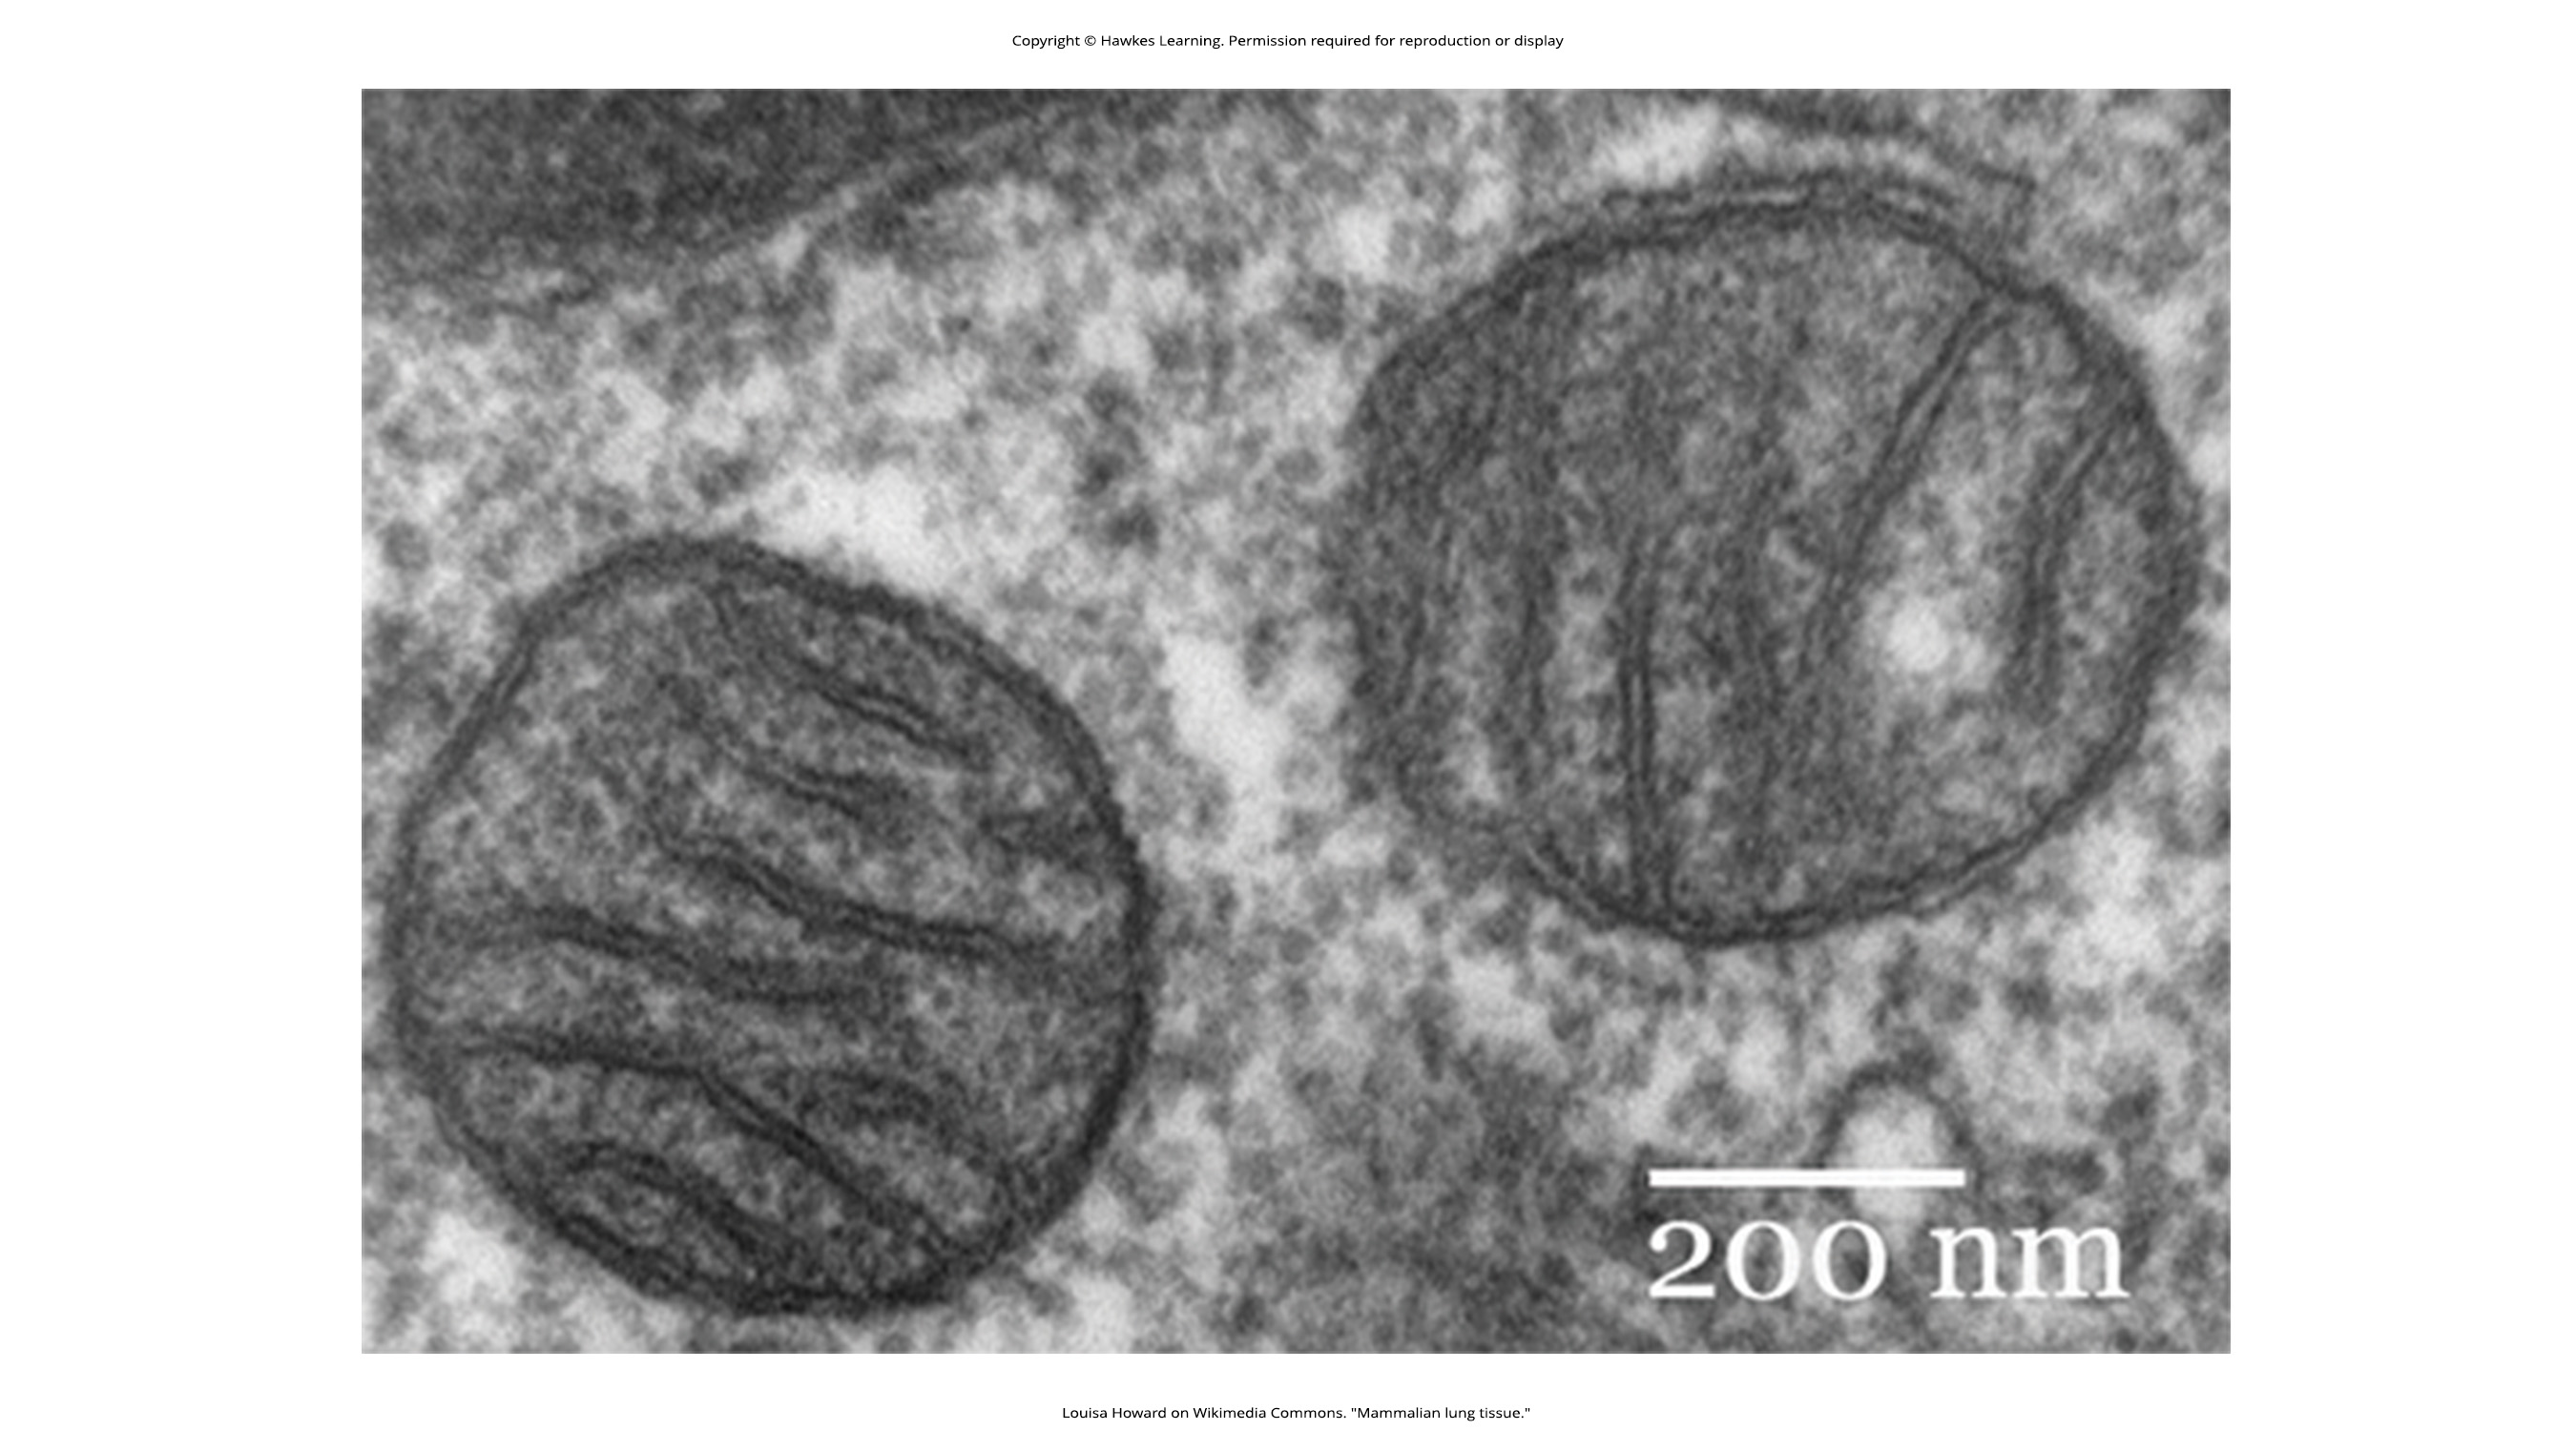 Copyright © Hawkes Learning. Permission required for reproduction or display
200 nm
Louisa Howard on Wikimedia Commons. "Mammalian lung tissue."